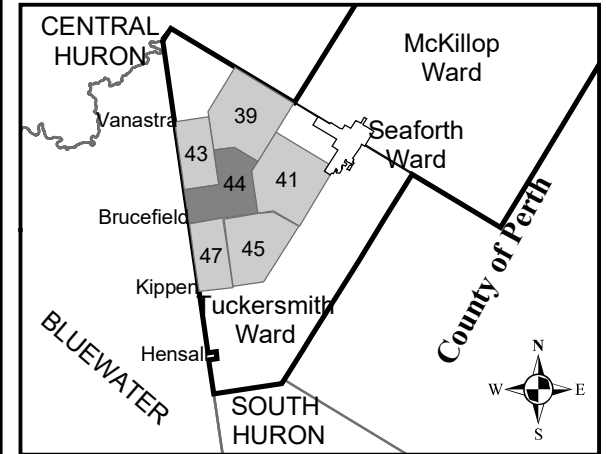 CENTRAL
HURON
McKillop
Ward
Vanastra
39
Seaforth
Ward
43
44
41
Brucefield
47
45
Kippen
Tuckersmith
Ward
County of Perth
BLUEWATER
Hensal
SOUTH
HURON
N
W
E
S